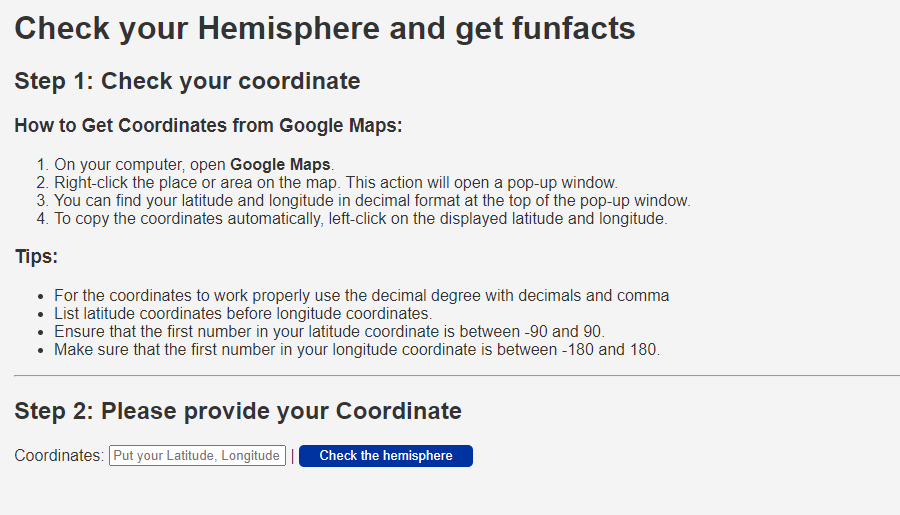 Check your Hemisphere and get funfacts
Step 1: Check your coordinate
How to Get Coordinates from Google Maps:
1. On your computer, open Google Maps.
2. Right-click the place or area on the map. This action will open a pop-up window.
3. You can find your latitude and longitude in decimal format at the top of the pop-up window.
4. To copy the coordinates automatically, left-click on the displayed latitude and longitude.
Tips:
• For the coordinates to work properly use the decimal degree with decimals and comma
• List latitude coordinates before longitude coordinates.
• Ensure that the first number in your latitude coordinate is between -90 and 90.
• Make sure that the first number in your longitude coordinate is between -180 and 180.
Step 2: Please provide your Coordinate
Coordinates: Put your Latitude, Longitude | Check the hemisphere